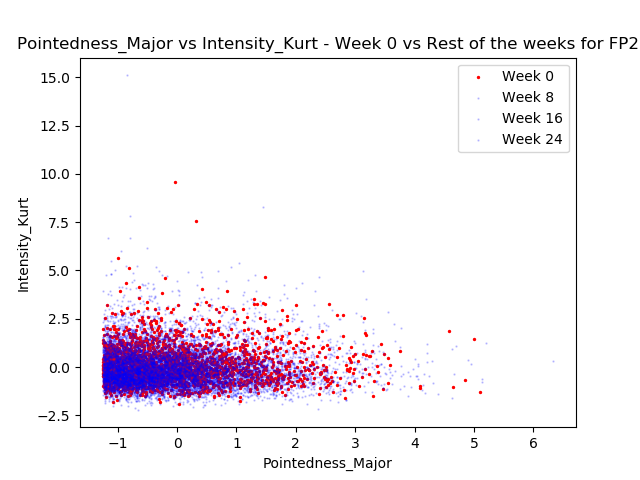 Pointedness_Major vs Intensity_Kurt - Week 0 vs Rest of the weeks for FP2
Week 0
Week 8
Week 16
Week 24
15.0
12.5
10.0
7.5
5.0
2.5
0.0
−2.5
Intensity_Kurt
−1 0 1 2 3 4 5 6
Pointedness_Major